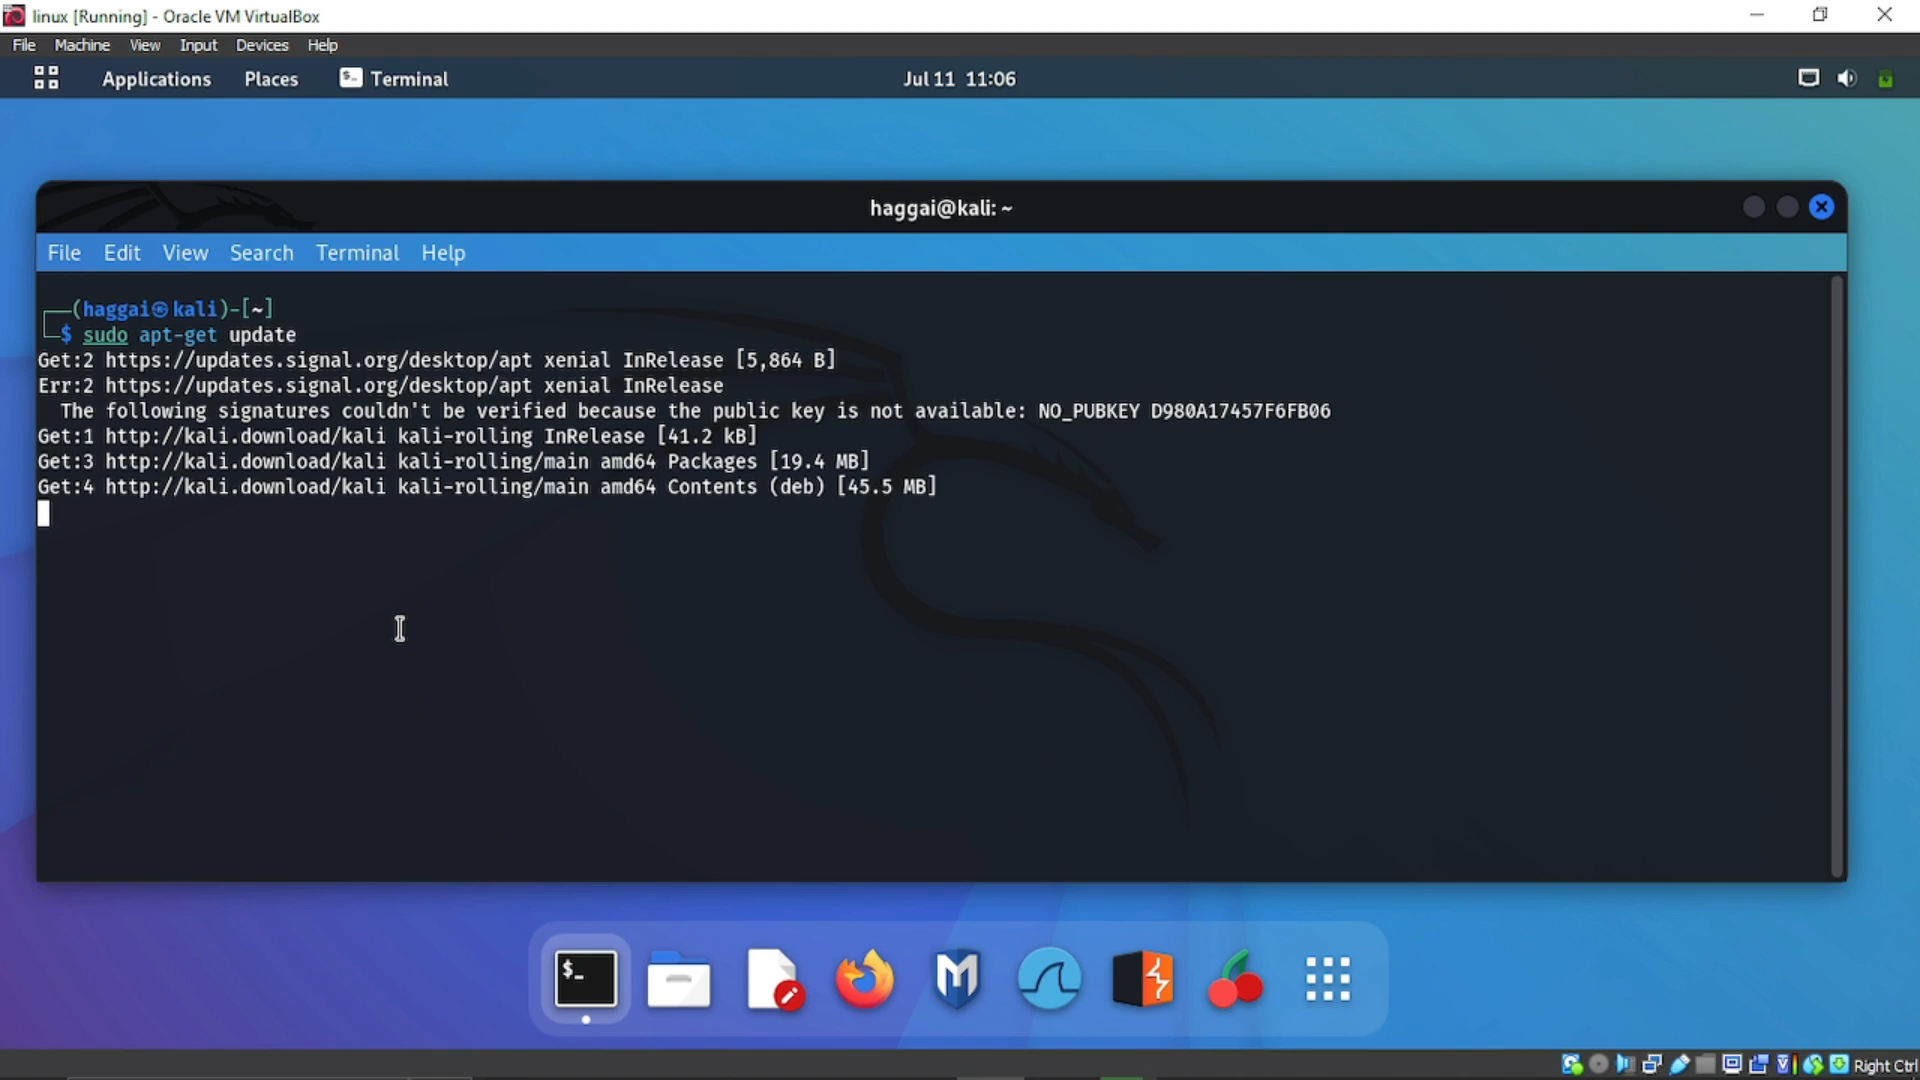 linux [Running] - Oracle VM VirtualBox
File Machine View Input Devices Help
Applications Places Terminal Jul 11 11:06
haggai@kali: ~
File Edit View Search Terminal Help
┌──(haggai㉿kali)-[~]
└─$ sudo apt-get update
Get:2 https://updates.signal.org/desktop/apt xenial InRelease [5,864 B]
Err:2 https://updates.signal.org/desktop/apt xenial InRelease
The following signatures couldn't be verified because the public key is not available: NO_PUBKEY D980A17457F6FB06
Get:1 http://kali.download/kali kali-rolling InRelease [41.2 kB]
Get:3 http://kali.download/kali kali-rolling/main amd64 Packages [19.4 MB]
Get:4 http://kali.download/kali kali-rolling/main amd64 Contents (deb) [45.5 MB]
$_
Right Ctrl